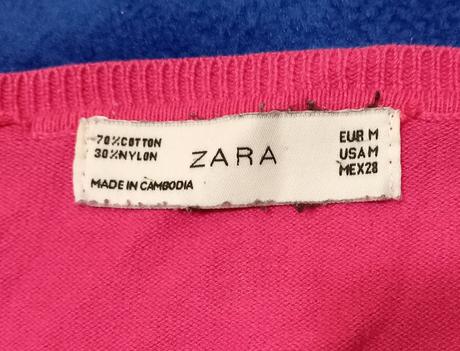 70%COTTON
30%NYLON
MADE IN CAMBODIA
ZARA
EUR M
USA M
MEX 28